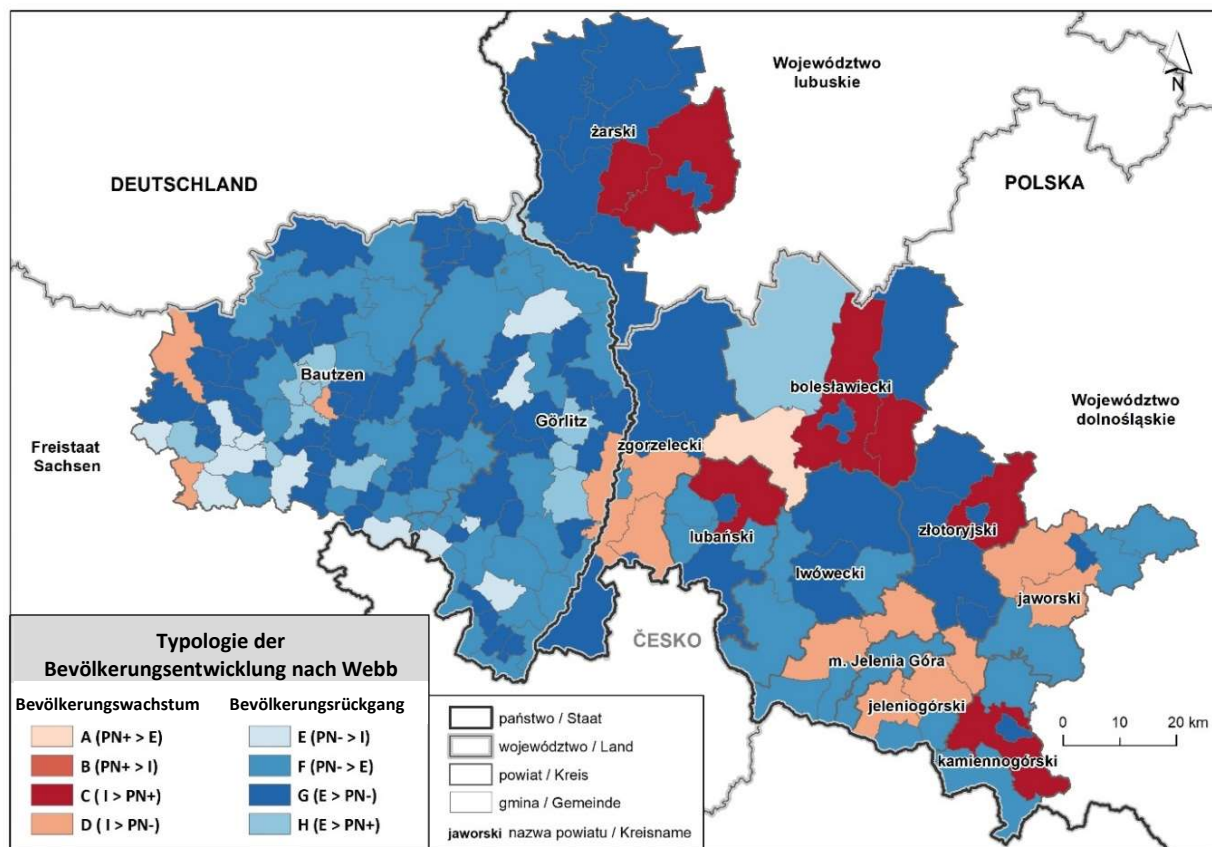 Województwo
lubuskie
N
żarski
DEUTSCHLAND
POLSKA
bolesławiecki
Bautzen
Województwo
dolnośląskie
Görlitz
zgorzelecki
Freistaat
Sachsen
złotoryjski
lubański
lwówecki
jaworski
ČESKO
m. Jelenia Góra
jeleniogórski
kamiennogórski
0 10 20 km
Typologie der
Bevölkerungsentwicklung nach Webb
Bevölkerungswachstum Bevölkerungsrückgang
A (PN+ > E) E (PN- > I)
B (PN+ > I) F (PN- > E)
C ( I > PN+) G (E > PN-)
D ( I > PN-) H (E > PN+)
państwo / Staat
województwo / Land
powiat / Kreis
gmina / Gemeinde
jaworski nazwa powiatu / Kreisname